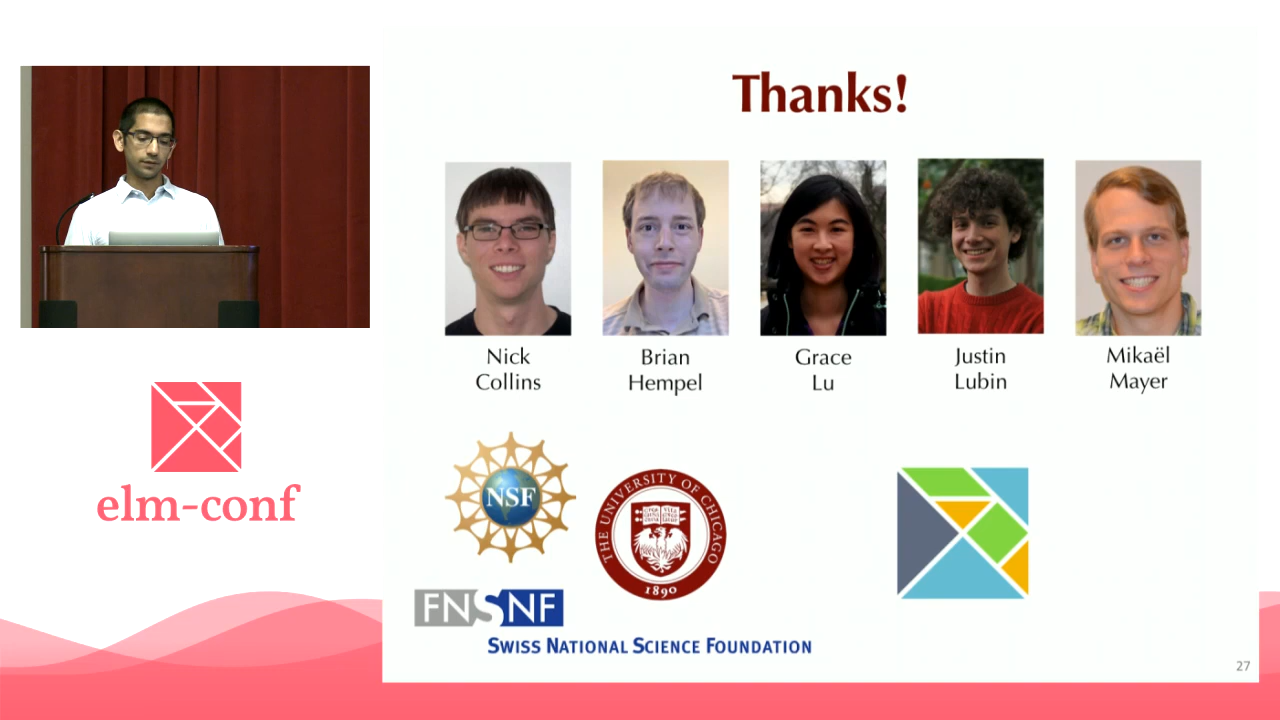 Thanks!
Nick
Collins
Brian
Hempel
Grace
Lu
Justin
Lubin
Mikaël
Mayer
elm-conf
NSF
THE UNIVERSITY OF CHICAGO
1890
FNSNF
SWISS NATIONAL SCIENCE FOUNDATION
27